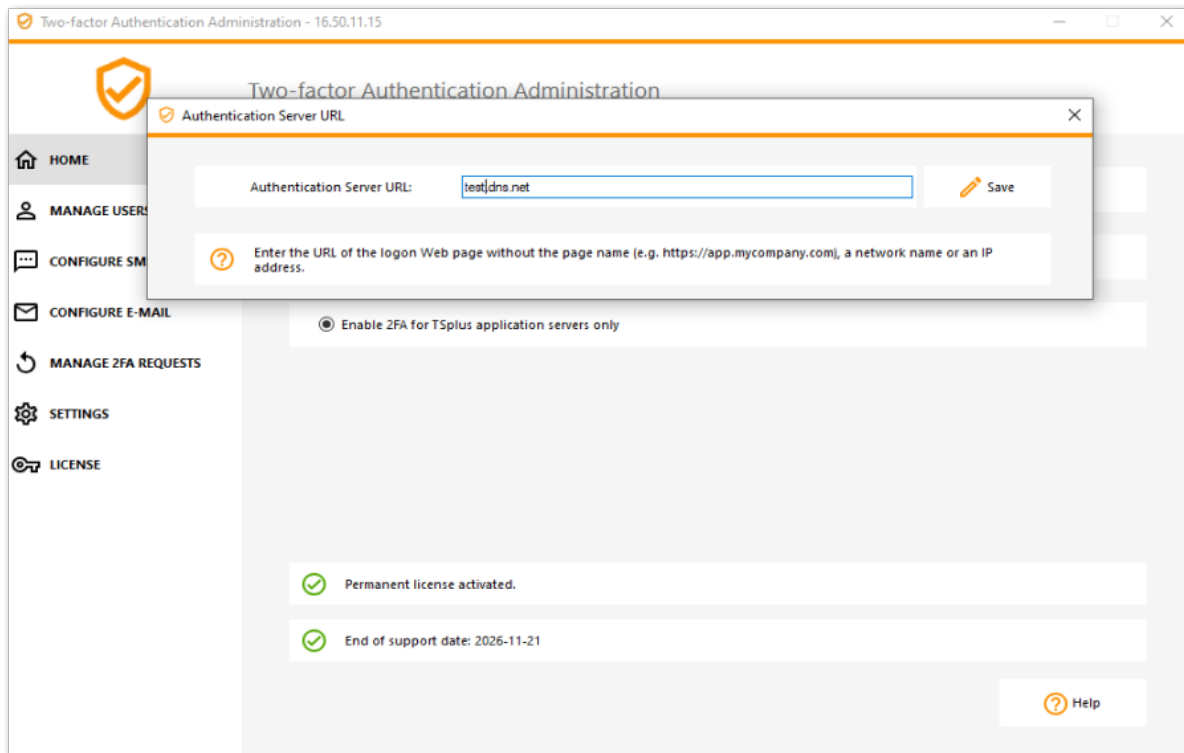 Two-factor Authentication Administration - 16.50.11.15
Two-factor Authentication Administration
Authentication Server URL
Authentication Server URL:
test.dns.net
Save
Enter the URL of the logon Web page without the page name (e.g. https://app.mycompany.com), a network name or an IP
address.
HOME
MANAGE USERS
CONFIGURE SM
CONFIGURE E-MAIL
MANAGE 2FA REQUESTS
SETTINGS
LICENSE
Enable 2FA for TSplus application servers only
Permanent license activated.
End of support date: 2026-11-21
Help